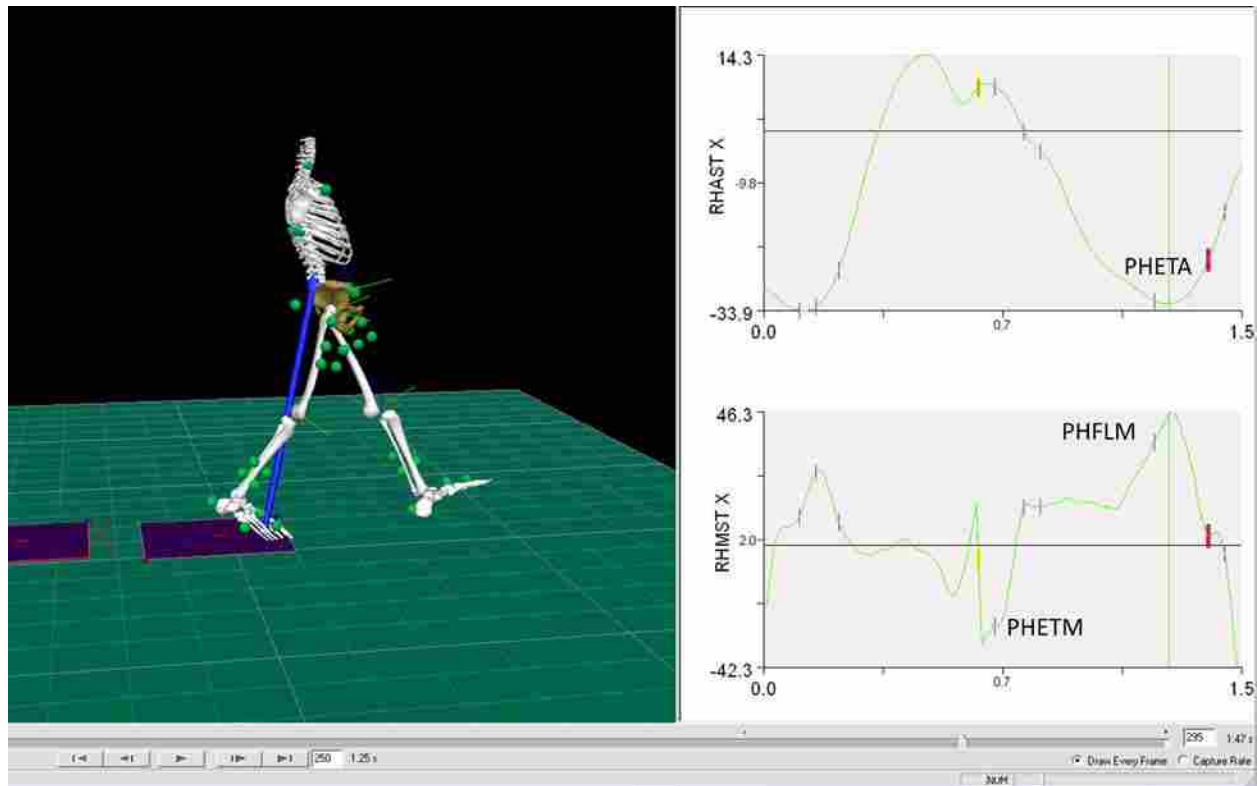 14.3
RHAST X
-9.8
PHETA
-33.9
0.0
0.7
1.5
46.3
PHFLM
RHMST X
2.0
PHETM
-42.3
0.0
0.7
1.5
295
1.47 s
250
1.25 s
Draw Every Frame
Capture Rate
NUM